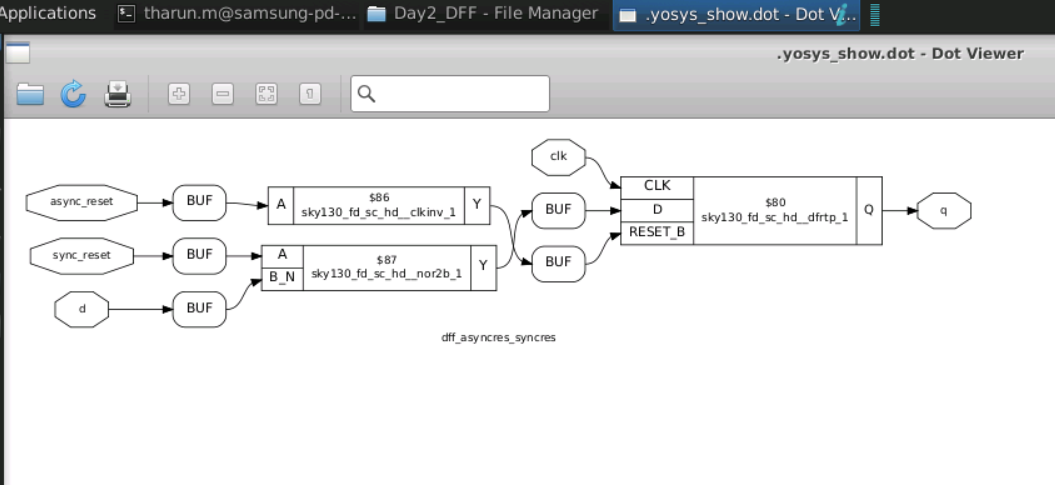 Applications
tharun.m@samsung-pd-...
Day2_DFF - File Manager
.yosys_show.dot - Dot V...
.yosys_show.dot - Dot Viewer
clk
async_reset
BUF
A
$86
sky130_fd_sc_hd__clkinv_1
Y
BUF
CLK
D
RESET_B
$80
sky130_fd_sc_hd__dfrtp_1
Q
q
sync_reset
BUF
A
B_N
$87
sky130_fd_sc_hd__nor2b_1
Y
BUF
d
BUF
dff_asyncres_syncres